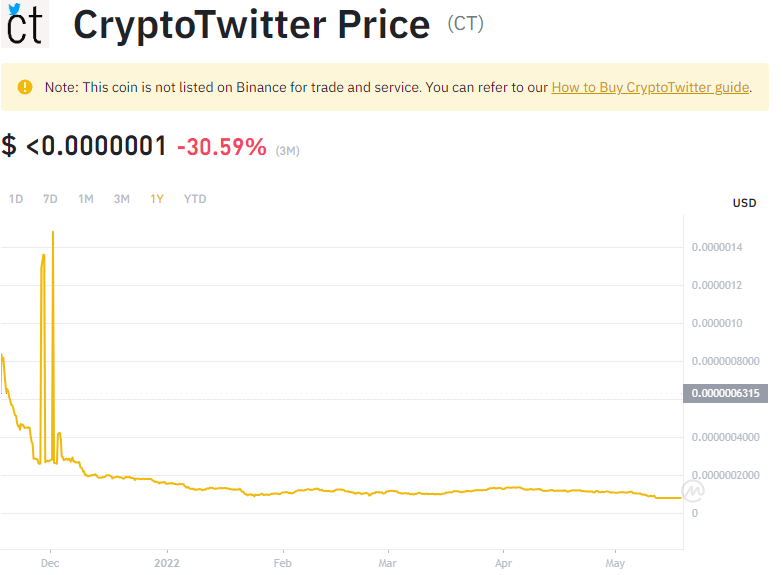 ct
CryptoTwitter Price (CT)
Note: This coin is not listed on Binance for trade and service. You can refer to our How to Buy CryptoTwitter guide.
$ <0.0000001 -30.59% (3M)
1D 7D 1M 3M 1Y YTD
USD
0.0000014
0.0000012
0.0000010
0.0000008000
0.0000006315
0.0000004000
0.0000002000
0
Dec 2022 Feb Mar Apr May